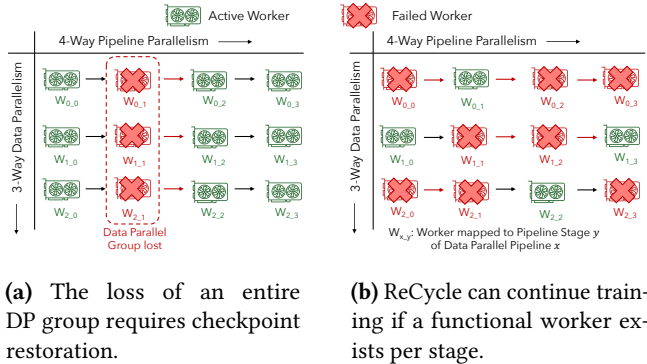 Active Worker
Failed Worker
4-Way Pipeline Parallelism
3-Way Data Parallelism
W0_0 W0_1 W0_2 W0_3
W1_0 W1_1 W1_2 W1_3
W2_0 W2_1 W2_2 W2_3
Data Parallel
Group lost
4-Way Pipeline Parallelism
3-Way Data Parallelism
W0_0 W0_1 W0_2 W0_3
W1_0 W1_1 W1_2 W1_3
W2_0 W2_1 W2_2 W2_3
Wx_y: Worker mapped to Pipeline Stage y
of Data Parallel Pipeline x
(a) The loss of an entire
DP group requires checkpoint
restoration.
(b) ReCycle can continue train-
ing if a functional worker ex-
ists per stage.